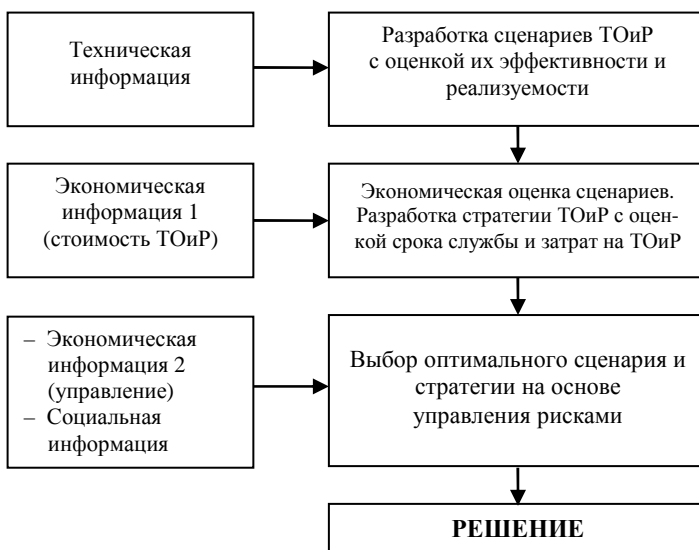 Техническая
информация
Разработка сценариев ТОиР
с оценкой их эффективности и
реализуемости
Экономическая
информация 1
(стоимость ТОиР)
Экономическая оценка сценариев.
Разработка стратегии ТОиР с оцен-
кой срока службы и затрат на ТОиР
– Экономическая
информация 2
(управление)
– Социальная
информация
Выбор оптимального сценария и
стратегии на основе
управления рисками
РЕШЕНИЕ